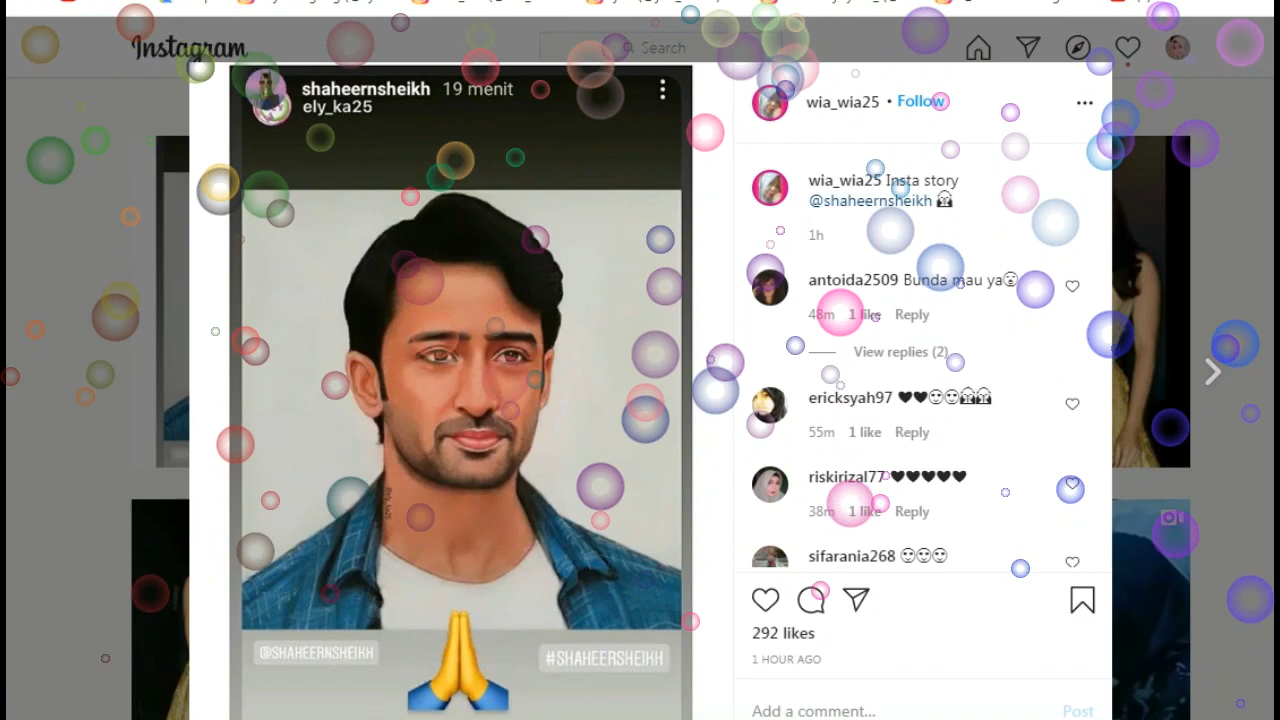 Instagram
Search
shaheernsheikh 19 menit
ely_ka25
@SHAHEERNSHEIKH
#SHAHEERSHEIKH
wia_wia25 • Follow
wia_wia25 Insta story
@shaheernsheikh
1h
antoida2509 Bunda mau ya
48m 1 like Reply
View replies (2)
ericksyah97 🖤🖤
55m 1 like Reply
riskirizal77 🖤🖤🖤🖤🖤
38m 1 like Reply
sifarania268
292 likes
1 HOUR AGO
Add a comment... Post